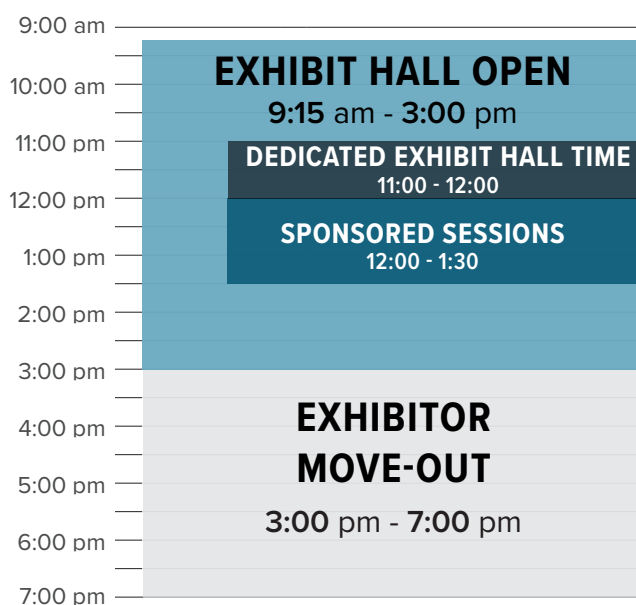 9:00 am
EXHIBIT HALL OPEN
10:00 am
9:15 am - 3:00 pm
11:00 pm
DEDICATED EXHIBIT HALL TIME
11:00 - 12:00
12:00 pm
SPONSORED SESSIONS
12:00 - 1:30
1:00 pm
2:00 pm
3:00 pm
EXHIBITOR
4:00 pm
MOVE-OUT
5:00 pm
3:00 pm - 7:00 pm
6:00 pm
7:00 pm